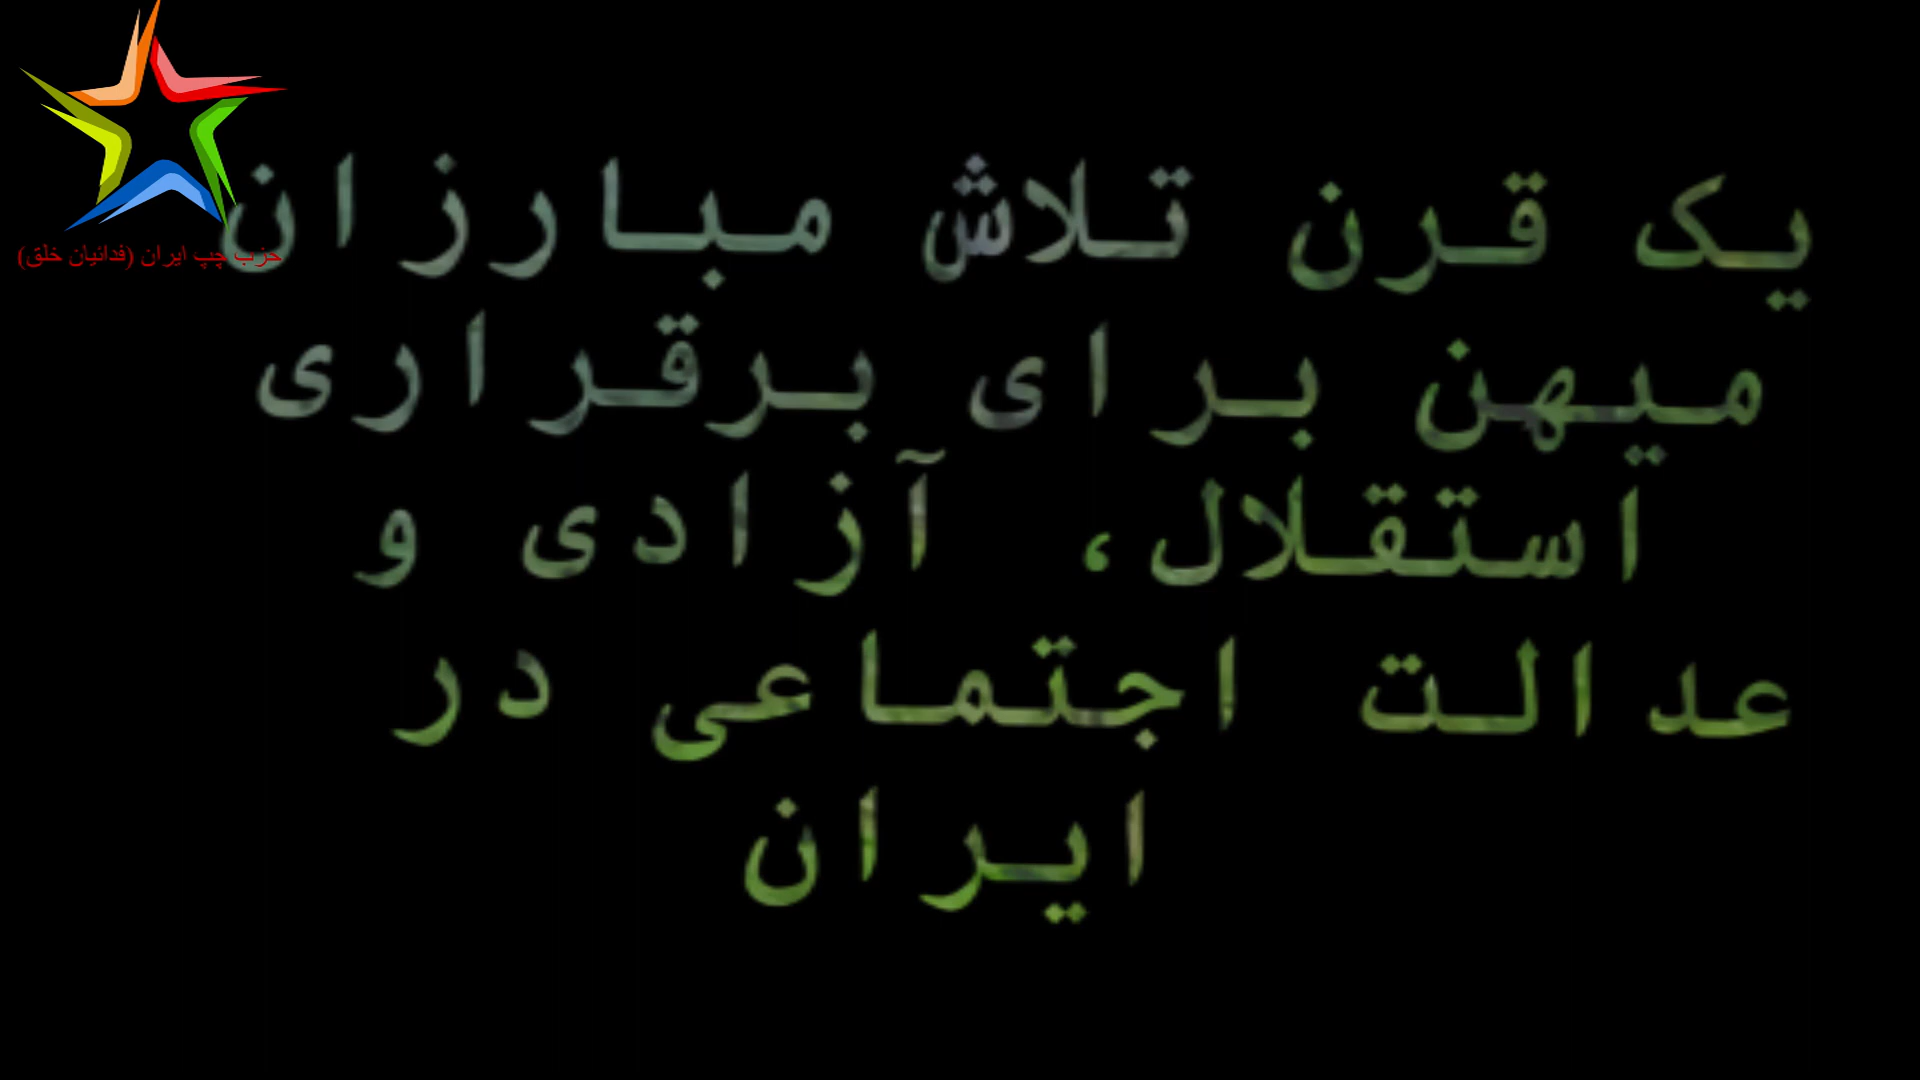 حزب چپ ایران (فدائیان خلق)
یک قرن تلاش مبارزان
میهن برای برقراری
استقلال، آزادی و
عدالت اجتماعی در
ایران